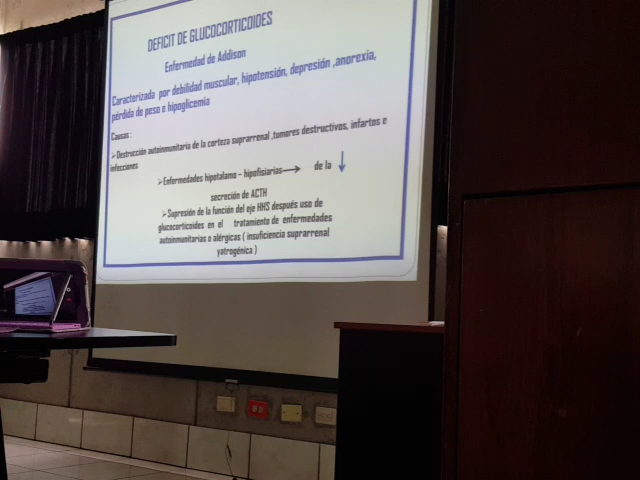 DEFICIT DE GLUCOCORTICOIDES
Enfermedad de Addison
Caracterizada por debilidad muscular, hipotensión, depresión ,anorexia,
pérdida de peso e hipoglicemia
Causas :
➢Destrucción autoinmunitaria de la corteza suprarrenal ,tumores destructivos, infartos e
infecciones
➢Enfermedades hipotalamo – hipofisiarias→ de la ↓
secreción de ACTH
➢Supresión de la función del eje HHS después uso de
glucocorticoides en el tratamiento de enfermedades
autoinmunitarias o alérgicas ( insuficiencia suprarrenal
yatrogénica )